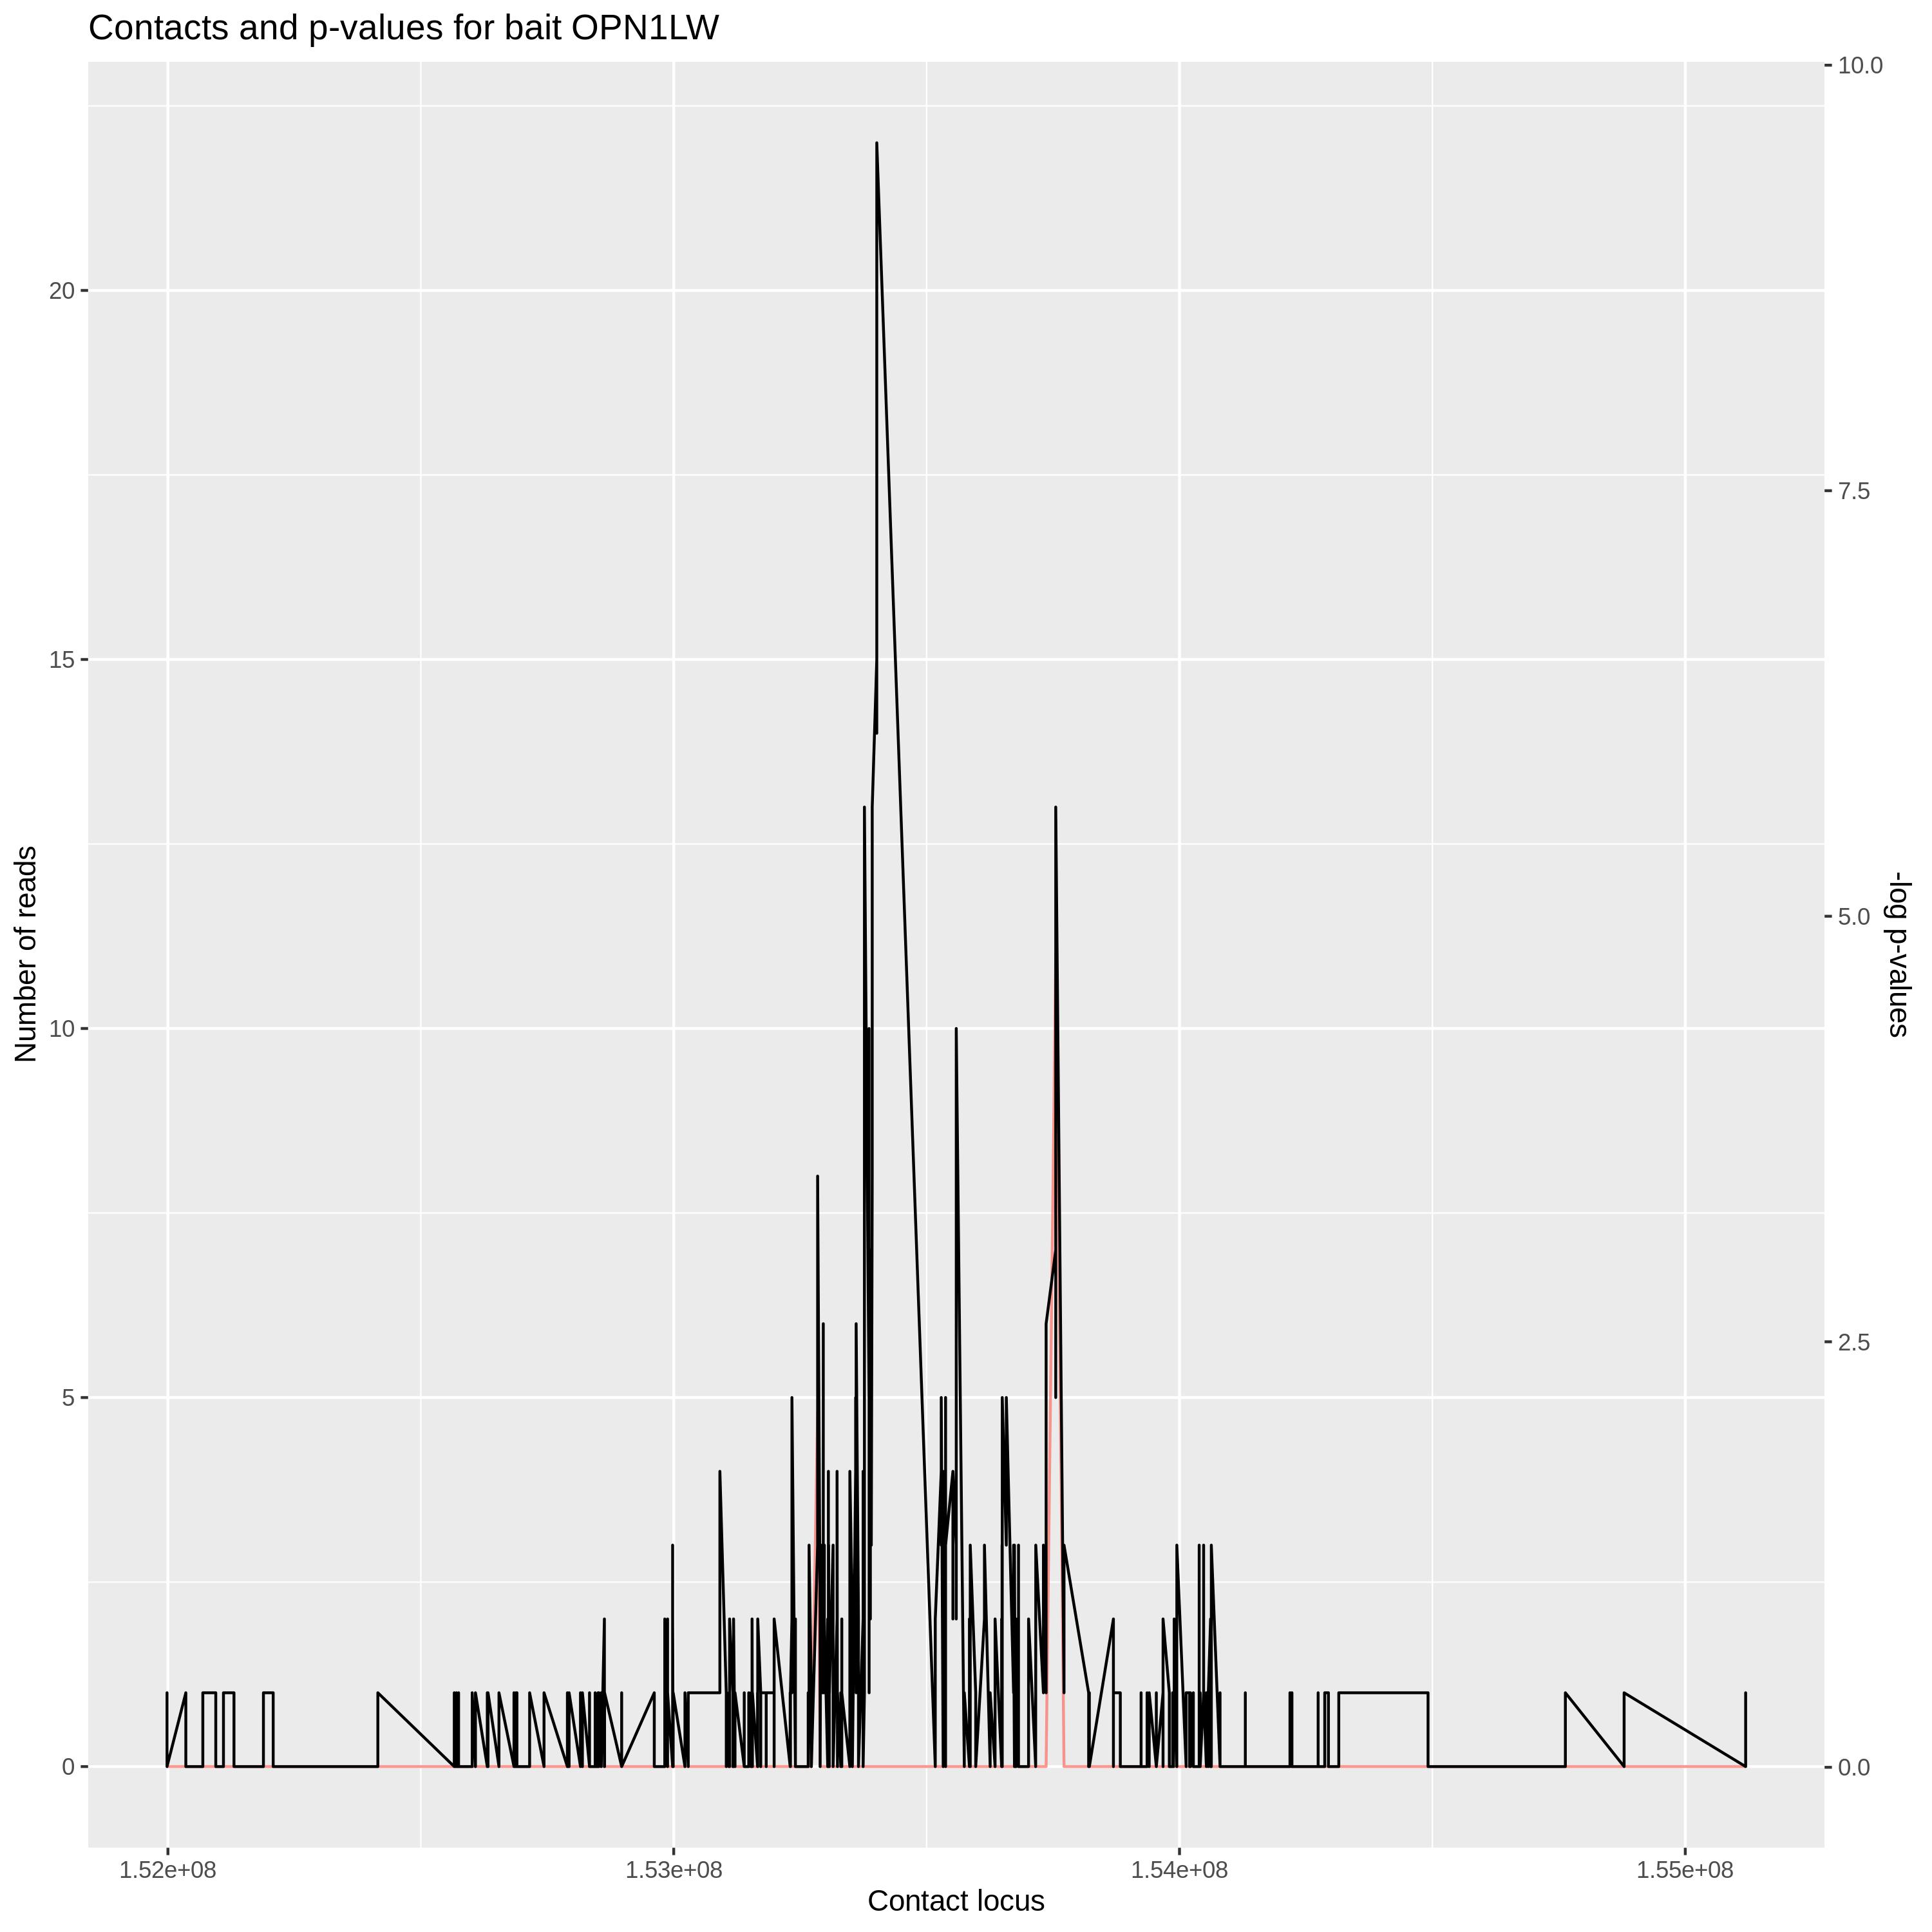 Contacts and p-values for bait OPN1LW
10.0
20
7.5
15
Number of reads
5.0
-log p-values
10
2.5
5
0
0.0
1.52e+08 1.53e+08 1.54e+08 1.55e+08
Contact locus